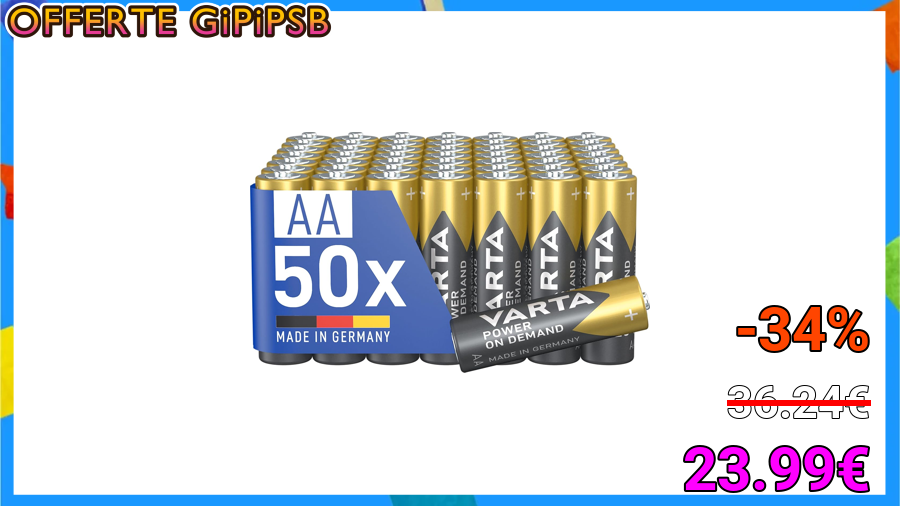 OFFERTE GiPiPSB
AA
50x
MADE IN GERMANY
VARTA
POWER
ON DEMAND
AA MADE IN GERMANY
-34%
36.24€
23.99€